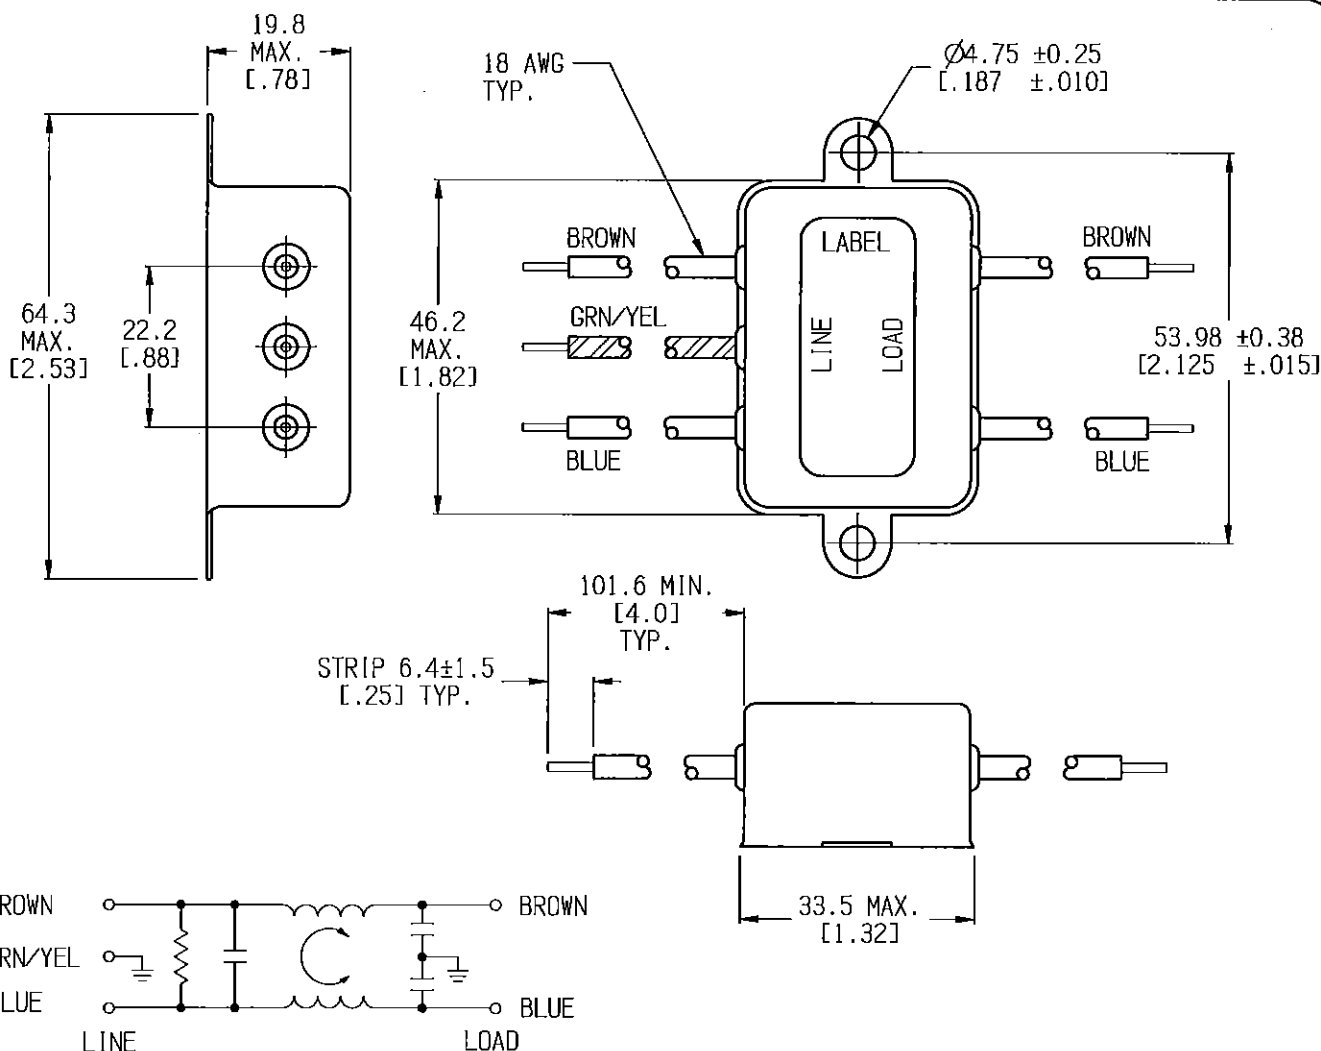 19.8
MAX.
[.78]
18 AWG
TYP.
Ø4.75 ±0.25
[.187 ±.010]
64.3
MAX.
[2.53]
22.2
[.88]
46.2
MAX.
[1.82]
BROWN
GRN/YEL
BLUE
LABEL
LINE
LOAD
BROWN
BLUE
53.98 ±0.38
[2.125 ±.015]
101.6 MIN.
[4.0]
TYP.
STRIP 6.4±1.5
[.25] TYP.
33.5 MAX.
[1.32]
ROWN
RN/YEL
LUE
LINE
BROWN
BLUE
LOAD